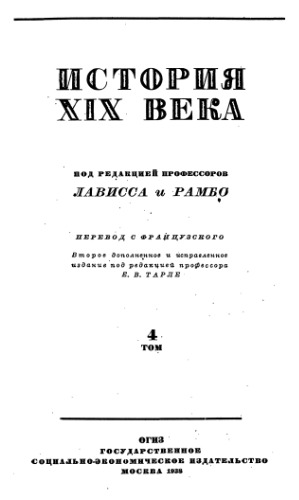 ИСТОРИЯ
XIX ВЕКА
ПОД РЕДАКЦИЕЙ ПРОФЕССОРОВ
ЛАВИССА и РАМБО
ПЕРЕВОД С ФРАНЦУЗСКОГО
Второе дополненное и исправленное
издание под редакцией профессора
Е. В. ТАРЛЕ
4
ТОМ
ОГИЗ
ГОСУДАРСТВЕННОЕ
СОЦИАЛЬНО-ЭКОНОМИЧЕСКОЕ ИЗДАТЕЛЬСТВО
МОСКВА 1938